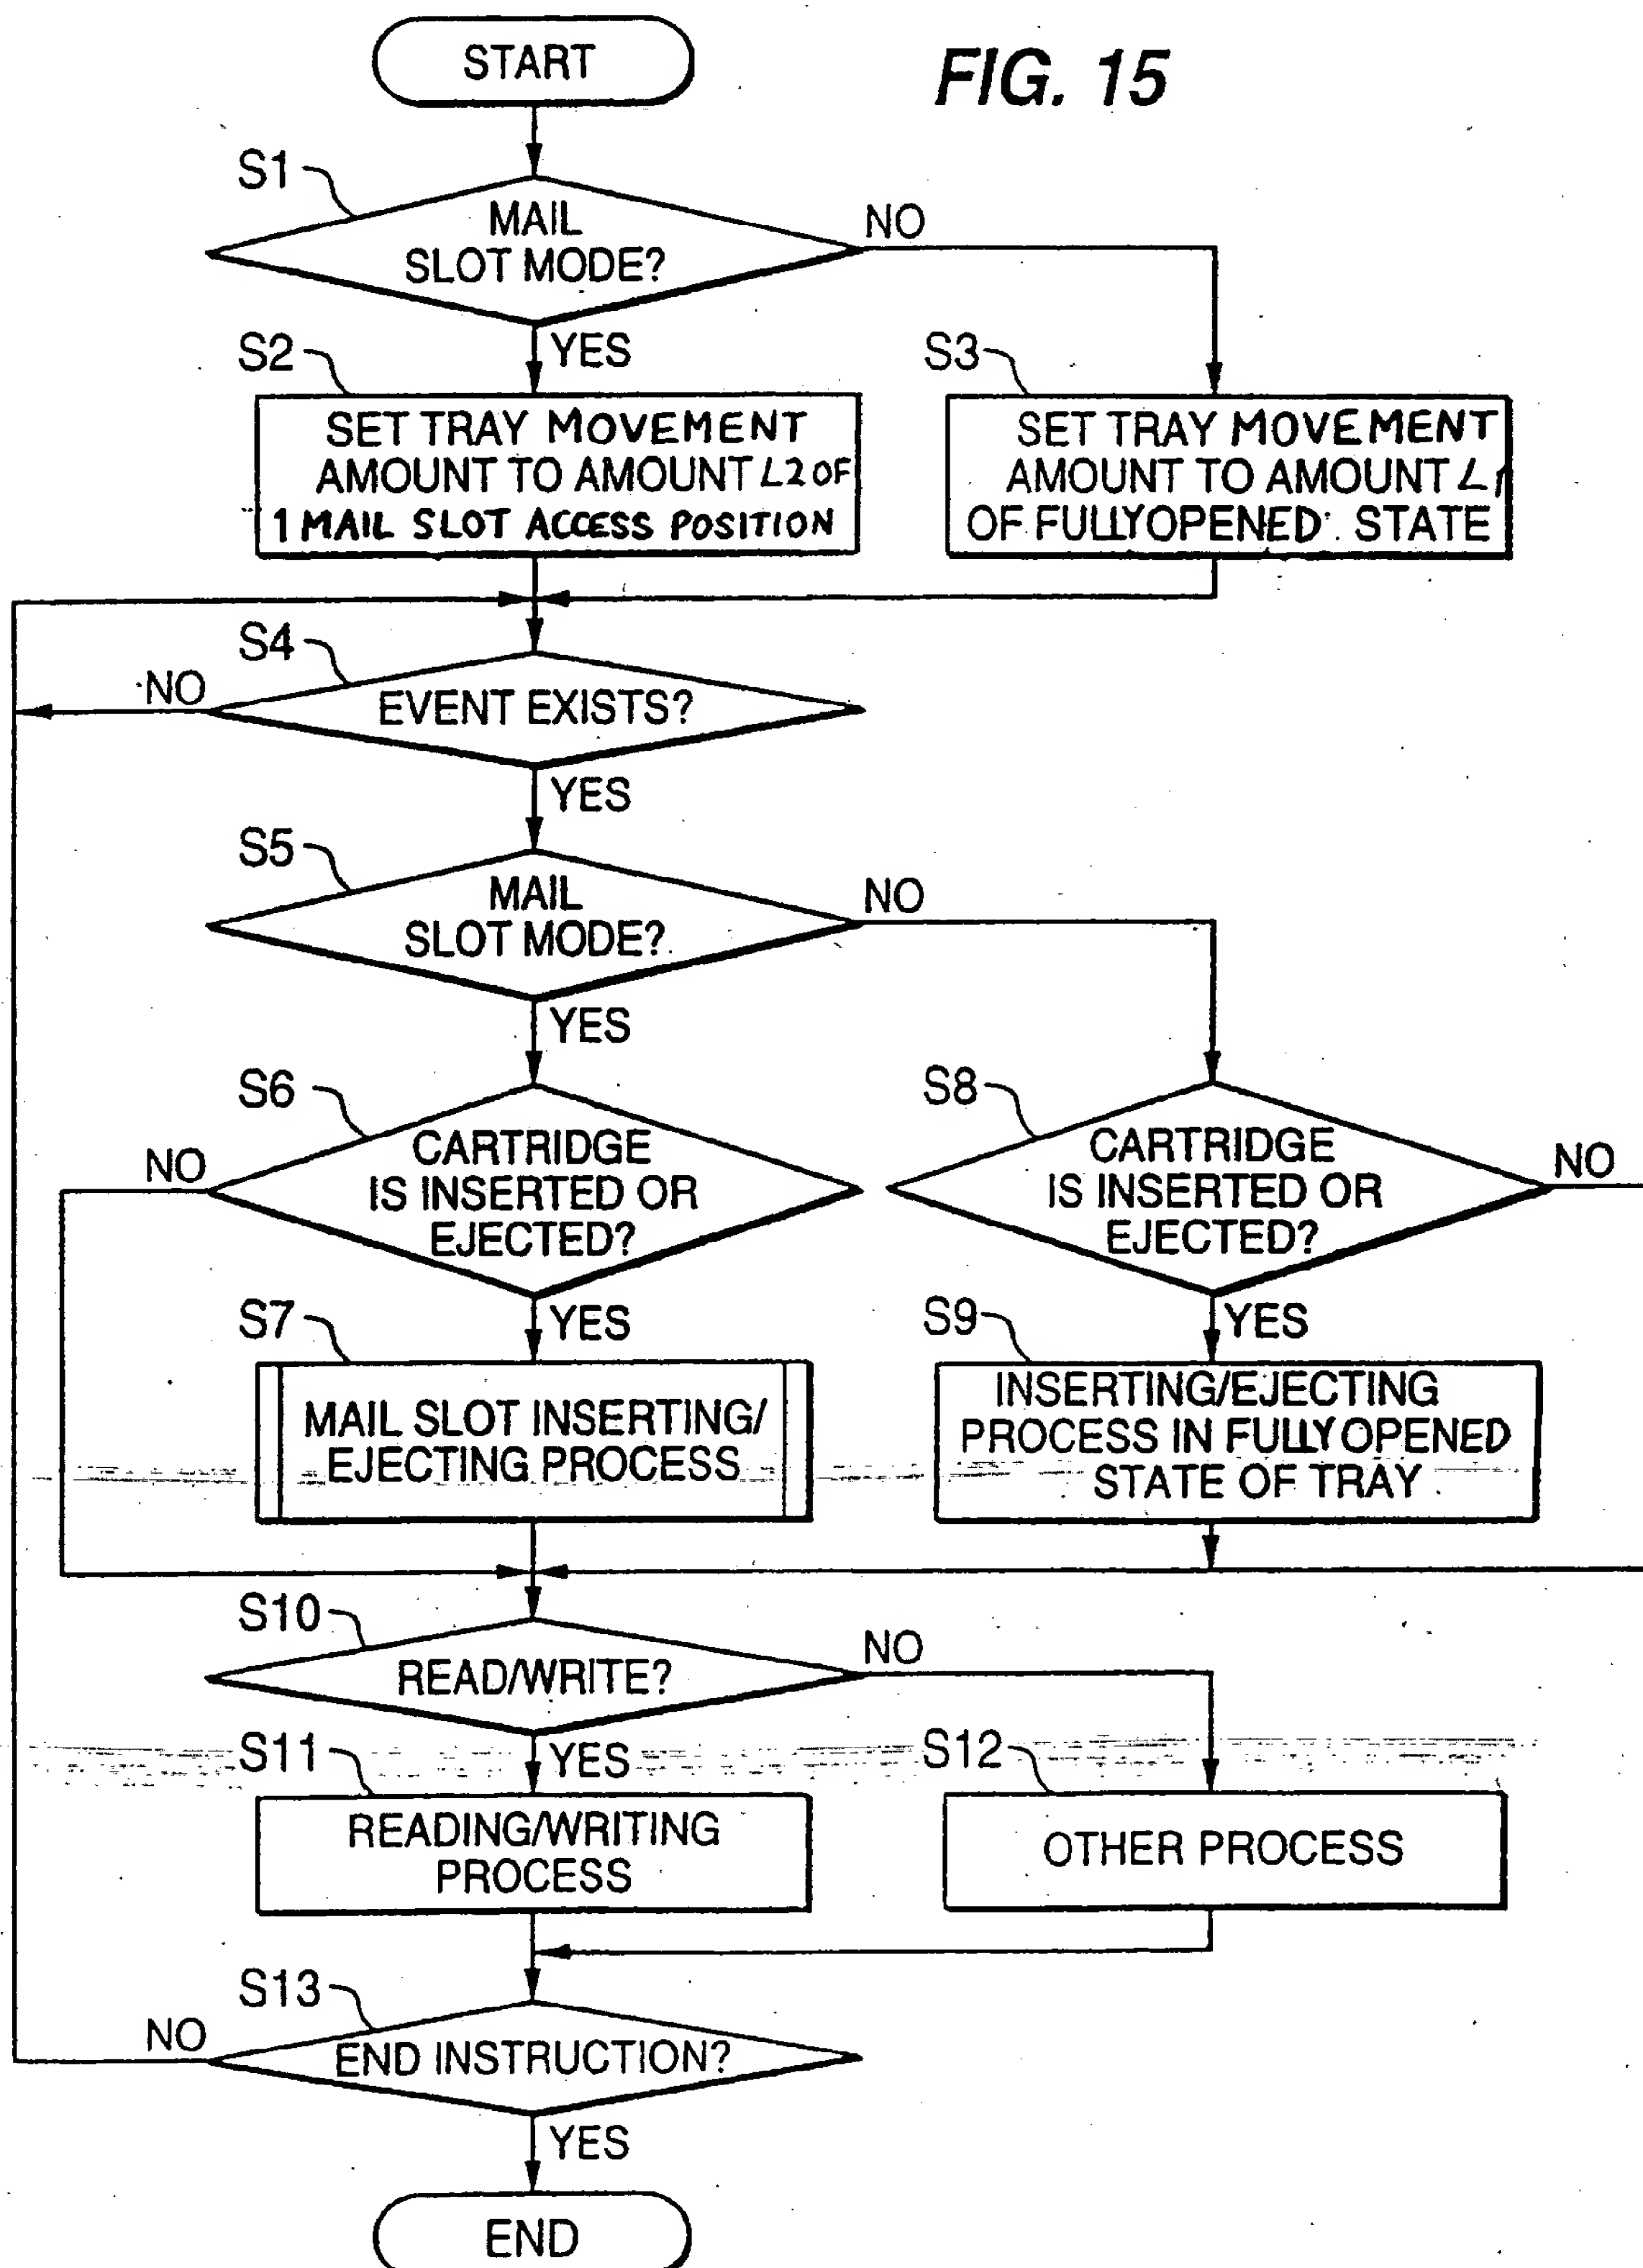 START
FIG. 15
S1
MAIL
SLOT MODE?
NO
YES
S2
SET TRAY MOVEMENT
AMOUNT TO AMOUNT L2 OF
1 MAIL SLOT ACCESS POSITION
S3
SET TRAY MOVEMENT
AMOUNT TO AMOUNT L1
OF FULLY OPENED STATE
S4
NO
EVENT EXISTS?
YES
S5
MAIL
SLOT MODE?
NO
YES
S6
NO
CARTRIDGE
IS INSERTED OR
EJECTED?
YES
S8
CARTRIDGE
IS INSERTED OR
EJECTED?
NO
YES
S7
MAIL SLOT INSERTING/
EJECTING PROCESS
S9
INSERTING/EJECTING
PROCESS IN FULLY OPENED
STATE OF TRAY
S10
READ/WRITE?
NO
YES
S11
READING/WRITING
PROCESS
S12
OTHER PROCESS
S13
NO
END INSTRUCTION?
YES
END